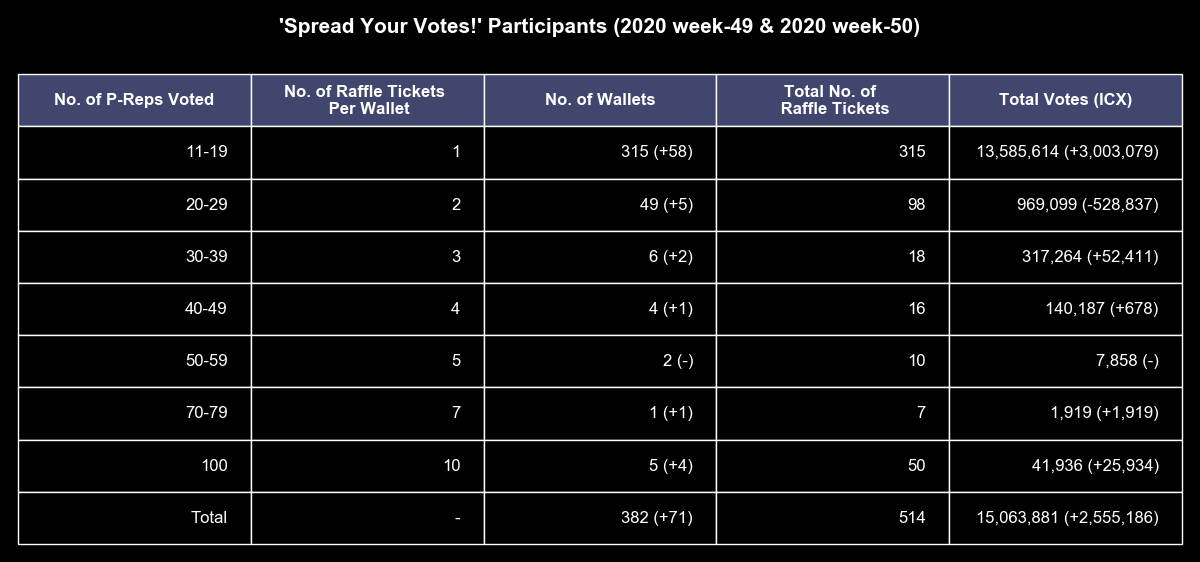 'Spread Your Votes!' Participants (2020 week-49 & 2020 week-50)
No. of P-Reps Voted No. of Raffle Tickets Per Wallet No. of Wallets Total No. of Raffle Tickets Total Votes (ICX)
11-19 1 315 (+58) 315 13,585,614 (+3,003,079)
20-29 2 49 (+5) 98 969,099 (-528,837)
30-39 3 6 (+2) 18 317,264 (+52,411)
40-49 4 4 (+1) 16 140,187 (+678)
50-59 5 2 (-) 10 7,858 (-)
70-79 7 1 (+1) 7 1,919 (+1,919)
100 10 5 (+4) 50 41,936 (+25,934)
Total - 382 (+71) 514 15,063,881 (+2,555,186)